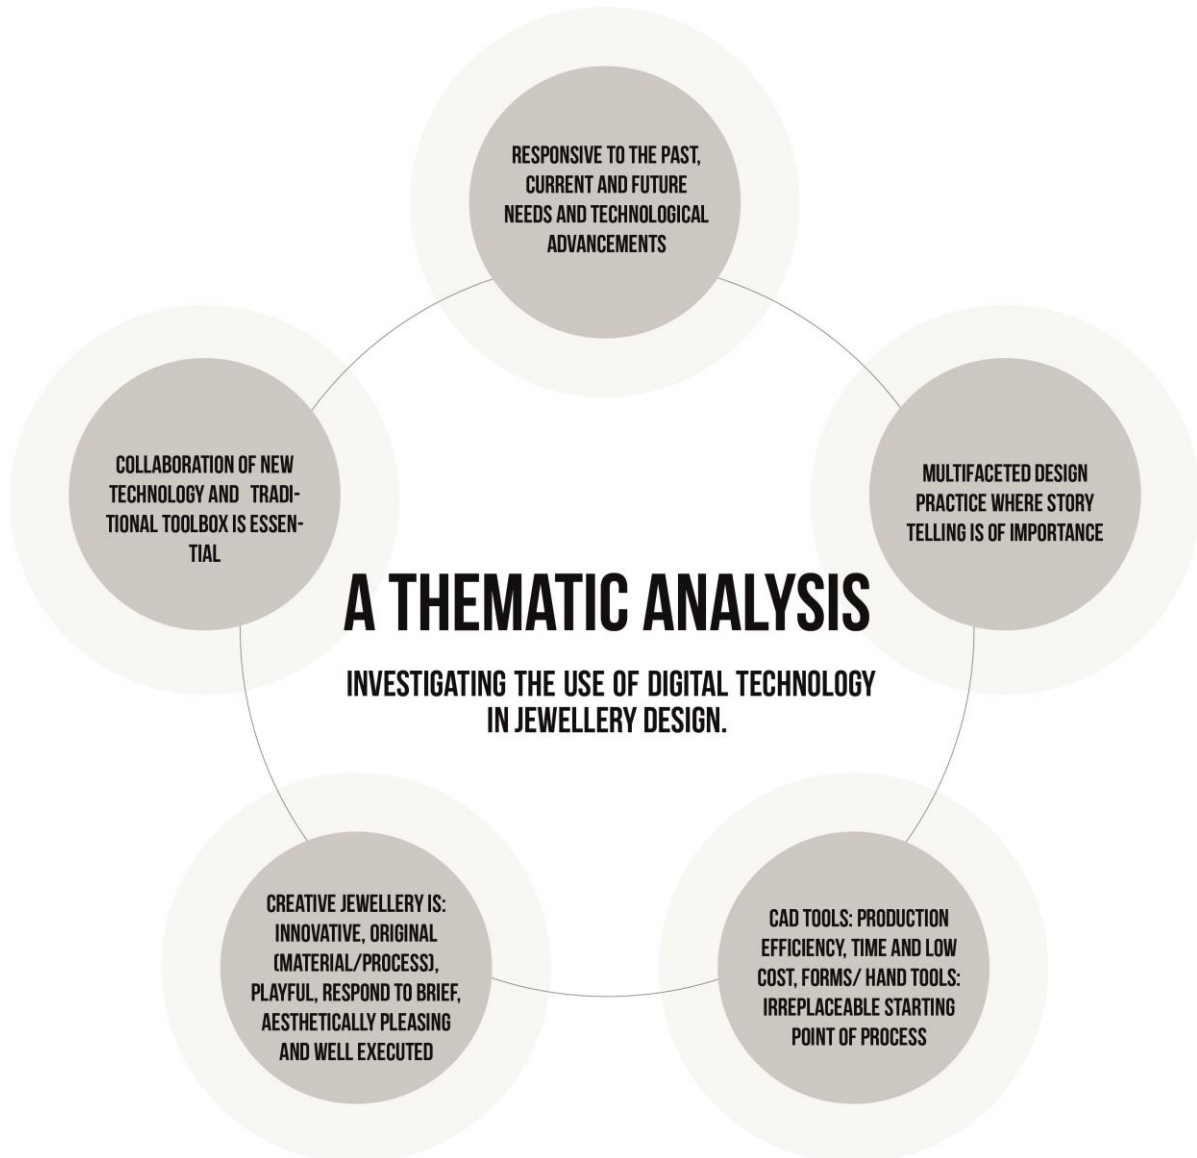 RESPONSIVE TO THE PAST,
CURRENT AND FUTURE
NEEDS AND TECHNOLOGICAL
ADVANCEMENTS
COLLABORATION OF NEW
TECHNOLOGY AND TRADI-
TIONAL TOOLBOX IS ESSEN-
TIAL
MULTIFACETED DESIGN
PRACTICE WHERE STORY
TELLING IS OF IMPORTANCE
A THEMATIC ANALYSIS
INVESTIGATING THE USE OF DIGITAL TECHNOLOGY
IN JEWELLERY DESIGN.
CREATIVE JEWELLERY IS:
INNOVATIVE, ORIGINAL
(MATERIAL/PROCESS),
PLAYFUL, RESPOND TO BRIEF,
AESTHETICALLY PLEASING
AND WELL EXECUTED
CAD TOOLS: PRODUCTION
EFFICIENCY, TIME AND LOW
COST, FORMS/ HAND TOOLS:
IRREPLACEABLE STARTING
POINT OF PROCESS